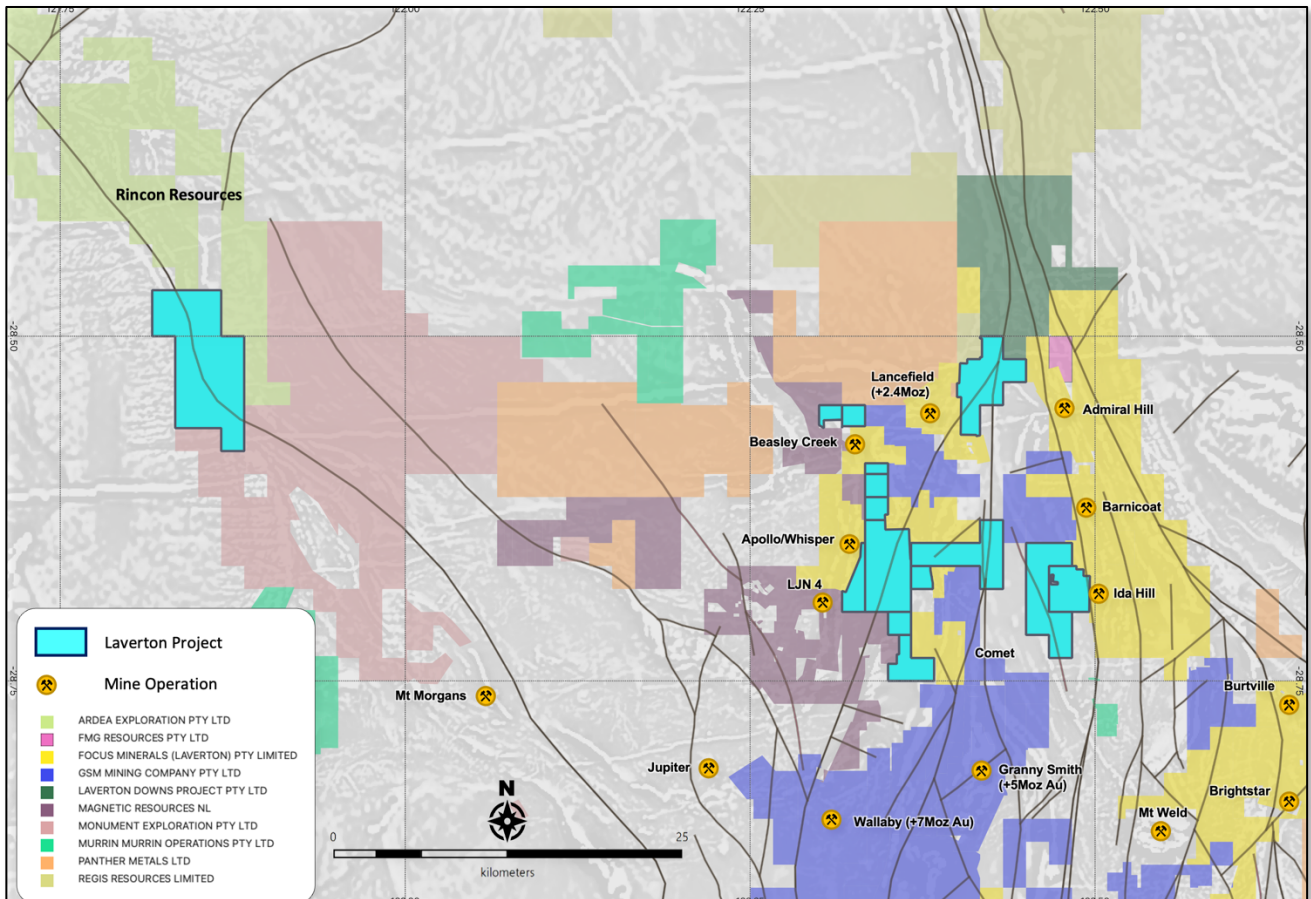 122.75
122.00
122.25
122.50
Rincon Resources
-28.50
-28.50
Lancefield
(+2.4Moz)
Admiral Hill
Beasley Creek
Barnicoat
Apollo/Whisper
LJN 4
Ida Hill
Comet
-28.75
-28.75
Burtville
Mt Morgans
Jupiter
Granny Smith
(+5Moz Au)
Brightstar
Mt Weld
Wallaby (+7Moz Au)
N
0
25
kilometers
Laverton Project
Mine Operation
ARDEA EXPLORATION PTY LTD
FMG RESOURCES PTY LTD
FOCUS MINERALS (LAVERTON) PTY LIMITED
GSM MINING COMPANY PTY LTD
LAVERTON DOWNS PROJECT PTY LTD
MAGNETIC RESOURCES NL
MONUMENT EXPLORATION PTY LTD
MURRIN MURRIN OPERATIONS PTY LTD
PANTHER METALS LTD
REGIS RESOURCES LIMITED